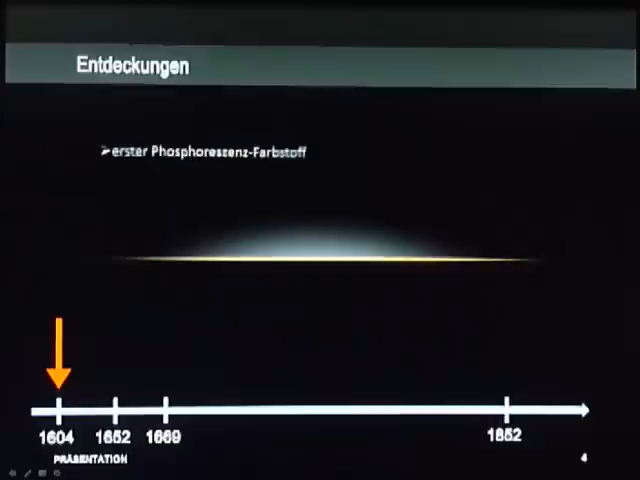 Entdeckungen
➢erster Phosphoreszenz-Farbstoff
1604 1652 1669 1852
PRÄSENTATION 4